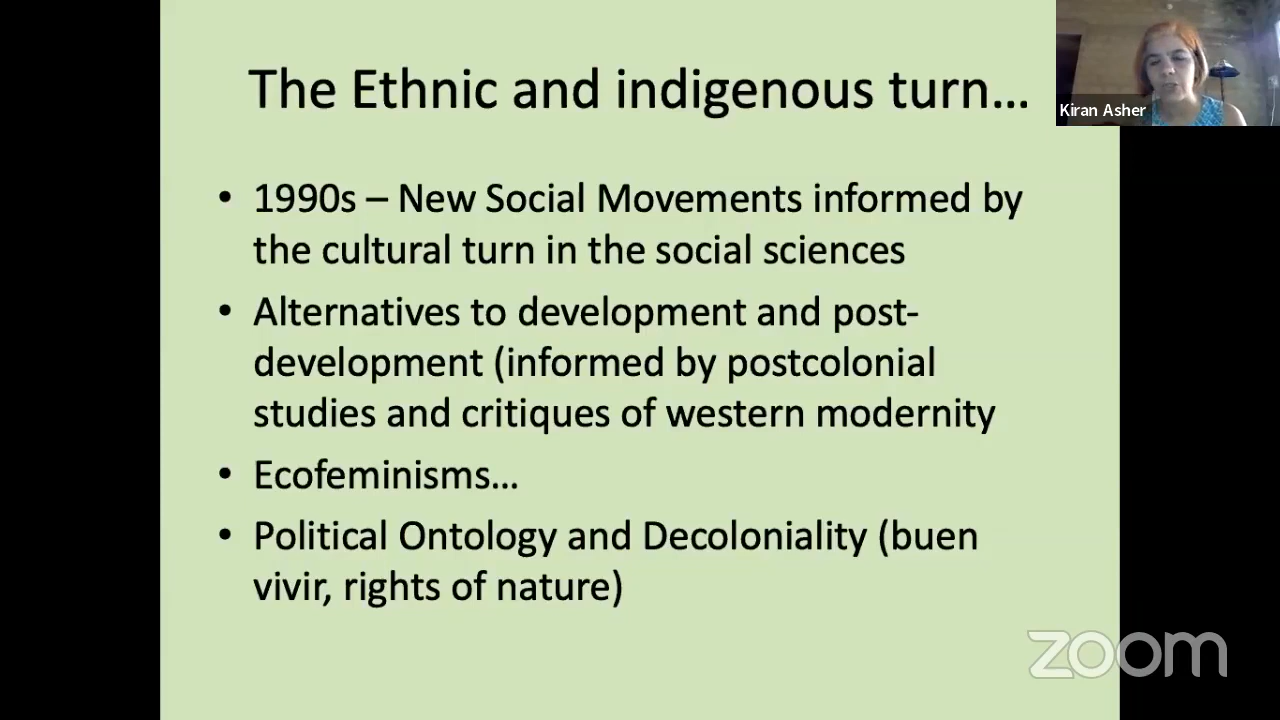 The Ethnic and indigenous turn…
Kiran Asher
• 1990s – New Social Movements informed by
the cultural turn in the social sciences
• Alternatives to development and post-
development (informed by postcolonial
studies and critiques of western modernity
• Ecofeminisms…
• Political Ontology and Decoloniality (buen
vivir, rights of nature)
zoom